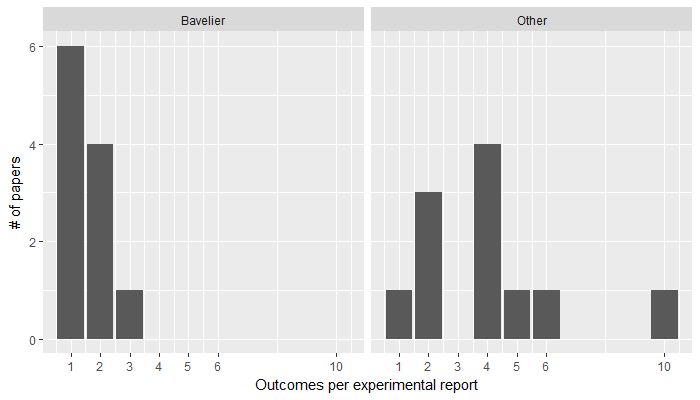 Bavelier Other
6
4
2
0
1 2 3 4 5 6 10 1 2 3 4 5 6 10
# of papers
Outcomes per experimental report